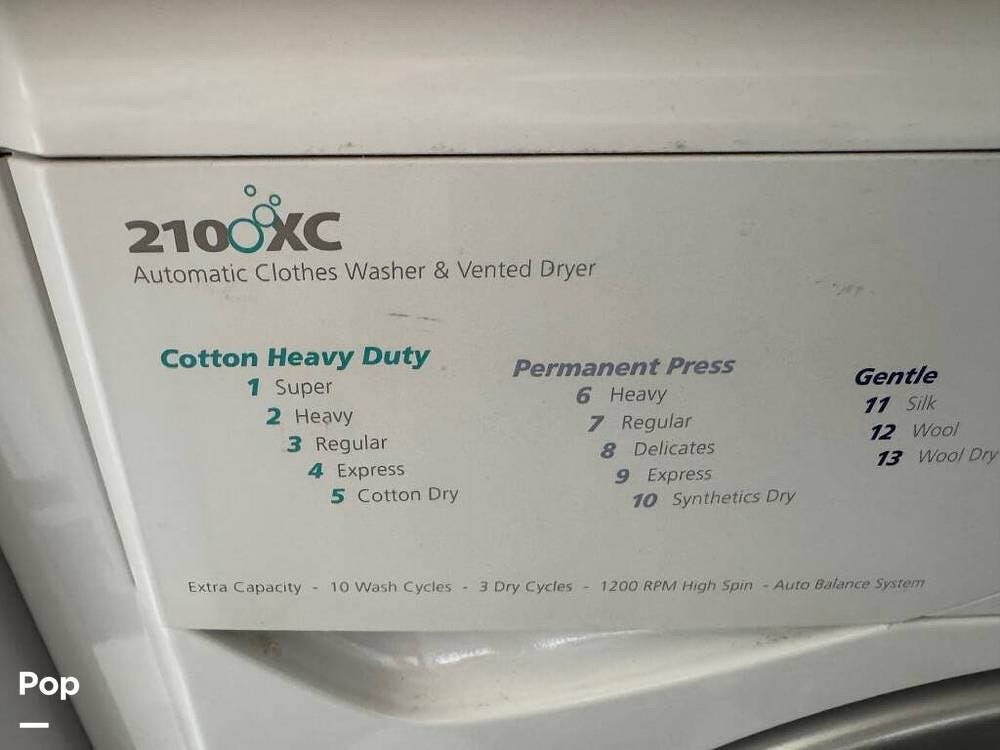 2100XC
Automatic Clothes Washer & Vented Dryer
Cotton Heavy Duty
1 Super
2 Heavy
3 Regular
4 Express
5 Cotton Dry
Permanent Press
6 Heavy
7 Regular
8 Delicates
9 Express
10 Synthetics Dry
Gentle
11 Silk
12 Wool
13 Wool Dry
Extra Capacity - 10 Wash Cycles - 3 Dry Cycles - 1200 RPM High Spin - Auto Balance System
Pop